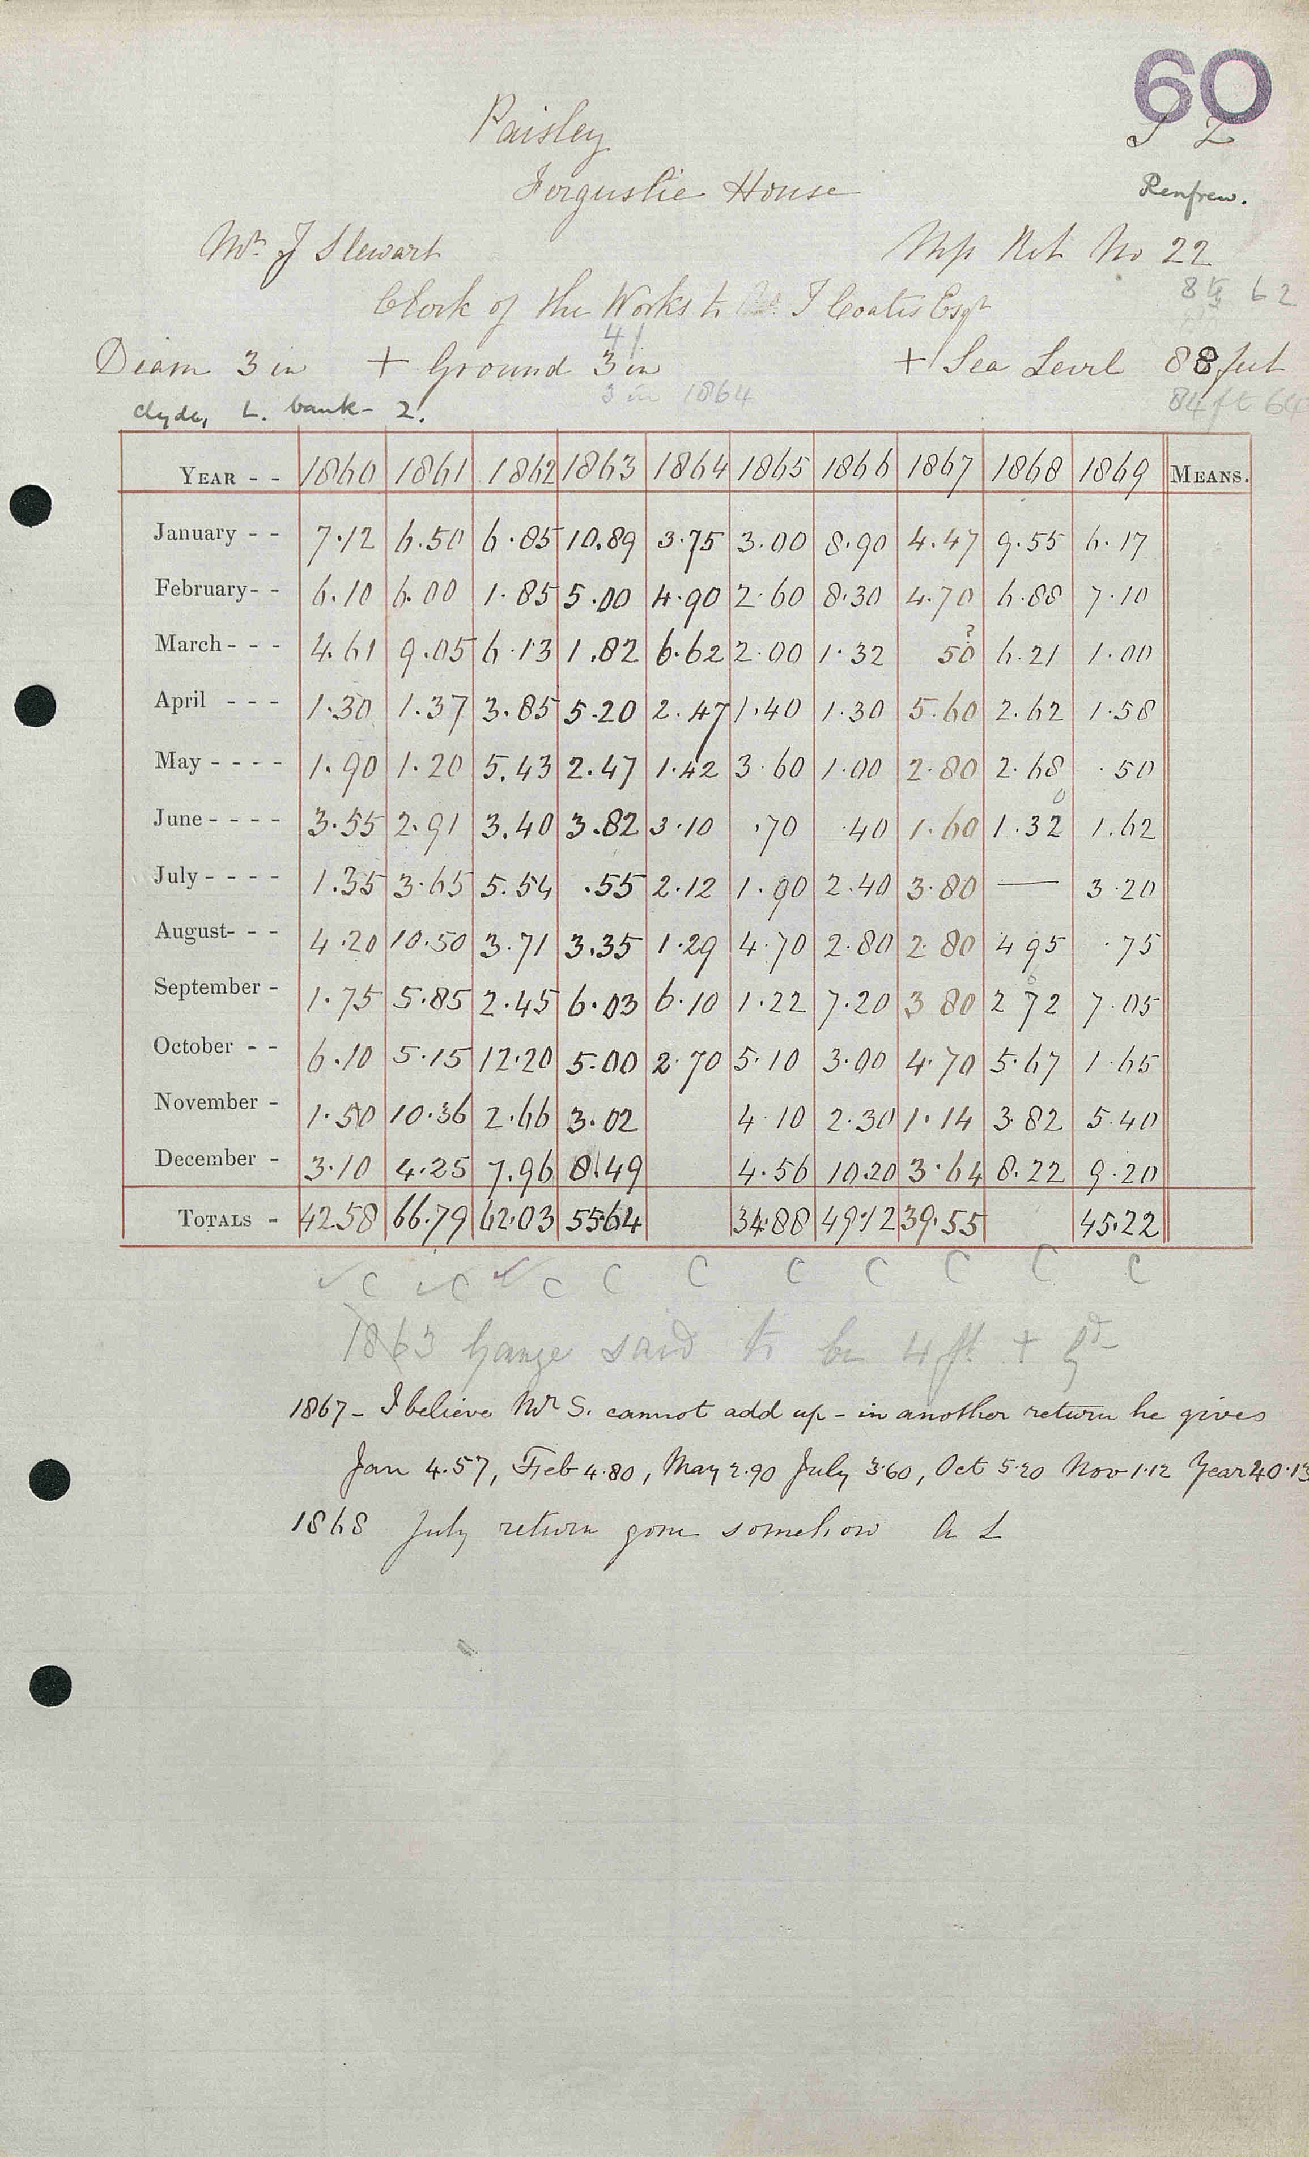 60
Paisley
Ferguslie House
Renfrew.
Mr. J Stewart
Mp Ret No 22
Clerk of the Works to J Coates Esqr
62
Diam 3 in + Ground 3 in + Sea Level 88 feet
3 in 1864
84 ft 64
Clyde, L. bank - 2.
YEAR - - 1860 1861 1862 1863 1864 1865 1866 1867 1868 1869 MEANS.
January - - 7.12 6.50 6.85 10.89 3.75 3.00 8.90 4.47 9.55 6.17
February - - 6.10 6.00 1.85 5.00 4.90 2.60 8.30 4.70 6.88 7.10
March - - - 4.61 9.05 6.13 1.82 6.62 2.00 1.32 50? 6.21 1.00
April - - - 1.30 1.37 3.85 5.20 2.47 1.40 1.30 5.60 2.62 1.58
May - - - - 1.90 1.20 5.43 2.47 1.42 3.60 1.00 2.80 2.68 .50
June - - - - 3.55 2.91 3.40 3.82 3.10 .70 .40 1.60 1.32 1.62
July - - - - 1.35 3.65 5.54 .55 2.12 1.90 2.40 3.80 — 3.20
August - - - 4.20 10.50 3.71 3.35 1.29 4.70 2.80 2.80 4.95 .75
September - 1.75 5.85 2.45 6.03 6.10 1.22 7.20 3.80 2.72 7.05
October - - 6.10 5.15 12.20 5.00 2.70 5.10 3.00 4.70 5.67 1.65
November - 1.50 10.36 2.66 3.02 4.10 2.30 1.14 3.82 5.40
December - 3.10 4.25 7.96 8.49 4.56 10.20 3.64 8.22 9.20
TOTALS - 42.58 66.79 62.03 55.64 34.88 49.12 39.55 45.22
C C C C C C C C C C
1863 Gauge said to be 4 ft + Gd
1867 - I believe Mr S. cannot add up - in another return he gives
Jan 4.57, Feb 4.80, May 2.90 July 3.60, Oct 5.20 Nov 1.12 Year 40.13
1868 July return gone somehow